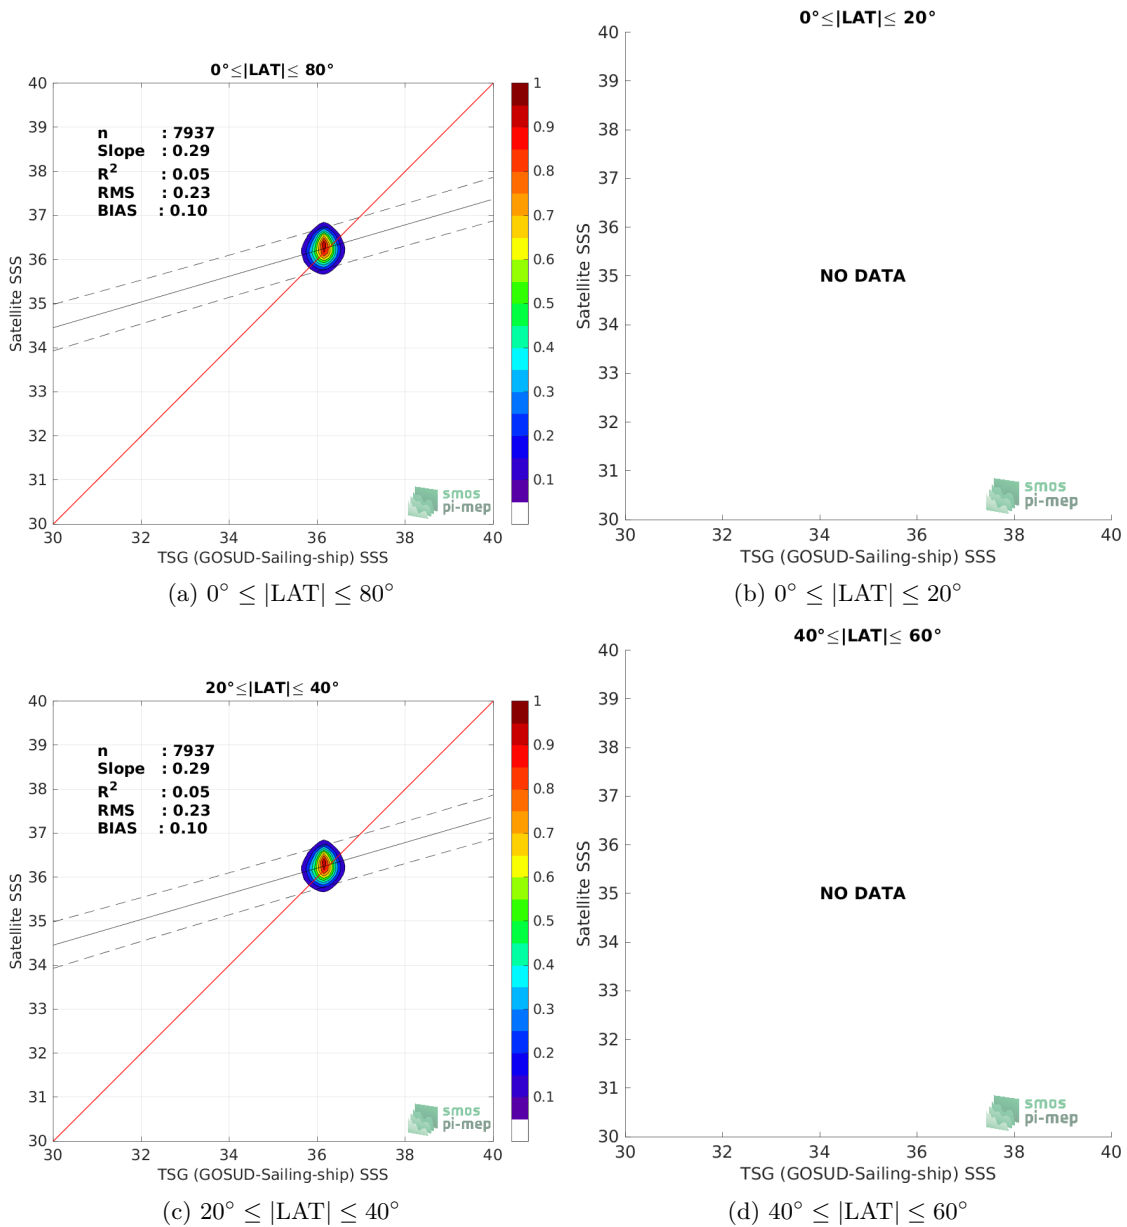 0°≤|LAT|≤ 80°
40
39
38
37
36
35
34
33
32
31
30
n : 7937
Slope : 0.29
R2 : 0.05
RMS : 0.23
BIAS : 0.10
Satellite SSS
30 32 34 36 38 40
TSG (GOSUD-Sailing-ship) SSS
smos
pi-mep
1
0.9
0.8
0.7
0.6
0.5
0.4
0.3
0.2
0.1
(a) 0° ≤ |LAT| ≤ 80°
0°≤|LAT|≤ 20°
40
39
38
37
36
35
34
33
32
31
30
Satellite SSS
NO DATA
smos
pi-mep
30 32 34 36 38 40
TSG (GOSUD-Sailing-ship) SSS
(b) 0° ≤ |LAT| ≤ 20°
20°≤|LAT|≤ 40°
40
39
38
37
36
35
34
33
32
31
30
n : 7937
Slope : 0.29
R2 : 0.05
RMS : 0.23
BIAS : 0.10
Satellite SSS
30 32 34 36 38 40
TSG (GOSUD-Sailing-ship) SSS
smos
pi-mep
1
0.9
0.8
0.7
0.6
0.5
0.4
0.3
0.2
0.1
(c) 20° ≤ |LAT| ≤ 40°
40°≤|LAT|≤ 60°
40
39
38
37
36
35
34
33
32
31
30
Satellite SSS
NO DATA
smos
pi-mep
30 32 34 36 38 40
TSG (GOSUD-Sailing-ship) SSS
(d) 40° ≤ |LAT| ≤ 60°